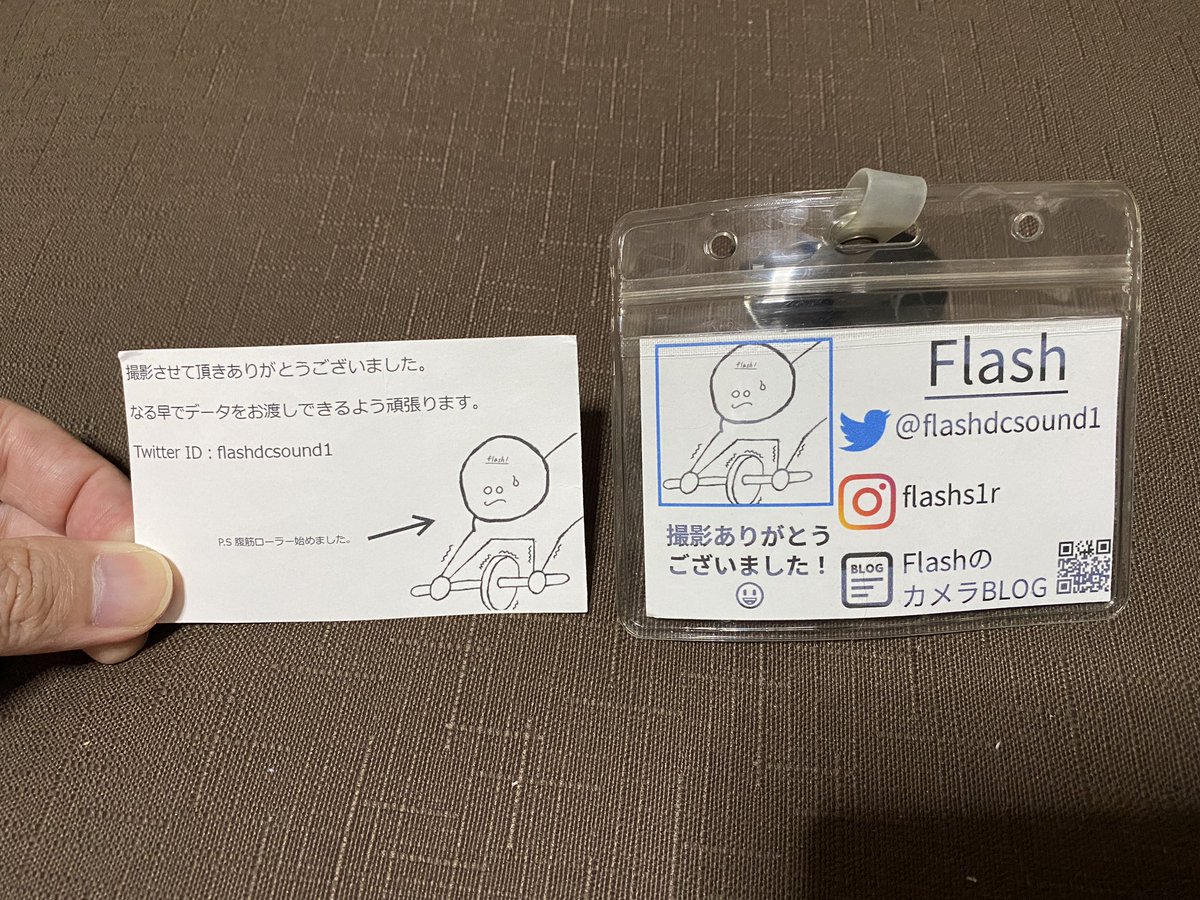 撮影させて頂きありがとうございました。
なる早でデータをお渡しできるよう頑張ります。
Twitter ID : flashdcsound1
flash!
P.S 腹筋ローラー始めました。
flash!
撮影ありがとう
ございました！
Flash
@flashdcsound1
flashs1r
BLOG
Flashの
カメラBLOG